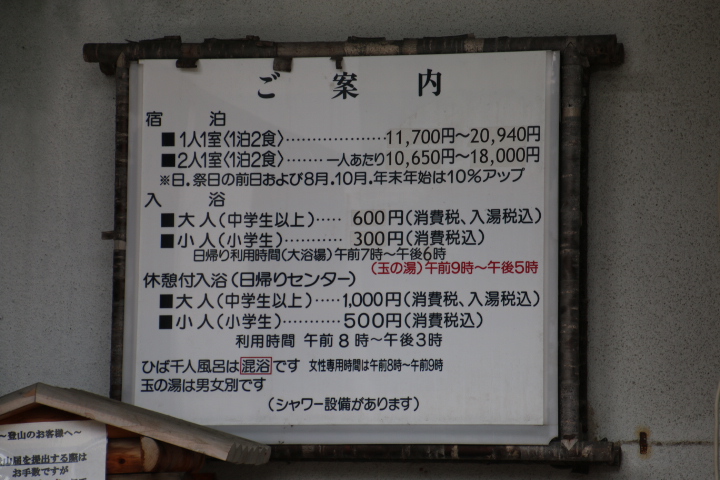 ご案内
宿泊
■1人1室〈1泊2食〉………………11,700円〜20,940円
■2人1室〈1泊2食〉…… 一人あたり10,650円〜18,000円
※日．祭日の前日および8月．10月．年末年始は10%アップ
入浴
■大人（中学生以上）…… 600円（消費税、入湯税込）
■小人（小学生）………… 300円（消費税込）
日帰り利用時間（大浴場）午前7時〜午後6時
（玉の湯）午前9時〜午後5時
休憩付入浴（日帰りセンター）
■大人（中学生以上）……1,000円（消費税、入湯税込）
■小人（小学生）…………500円（消費税込）
利用時間 午前8時〜午後3時
ひば千人風呂は混浴です 女性専用時間は午前8時〜午前9時
玉の湯は男女別です
（シャワー設備があります）
〜登山のお客様へ〜
山届を提出する際は
お手数ですが